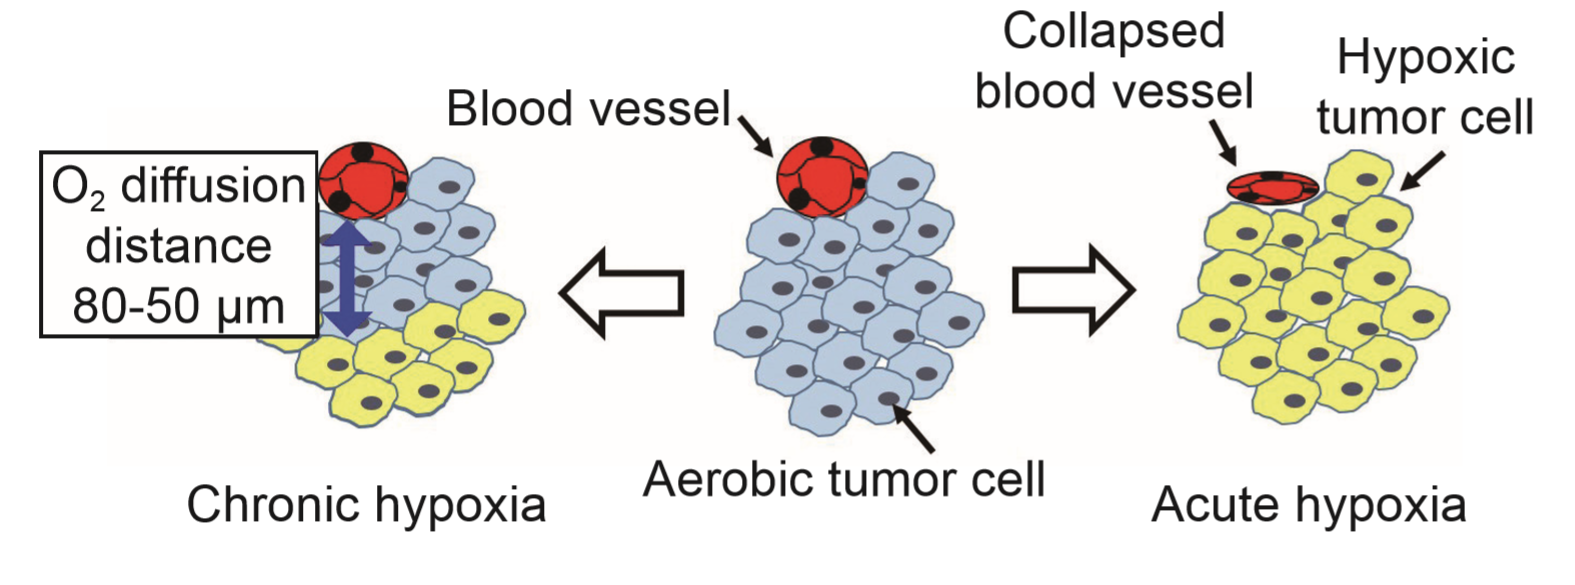 O₂ diffusion
distance
80-50 µm
Blood vessel
Collapsed
blood vessel
Hypoxic
tumor cell
Chronic hypoxia
Aerobic tumor cell
Acute hypoxia